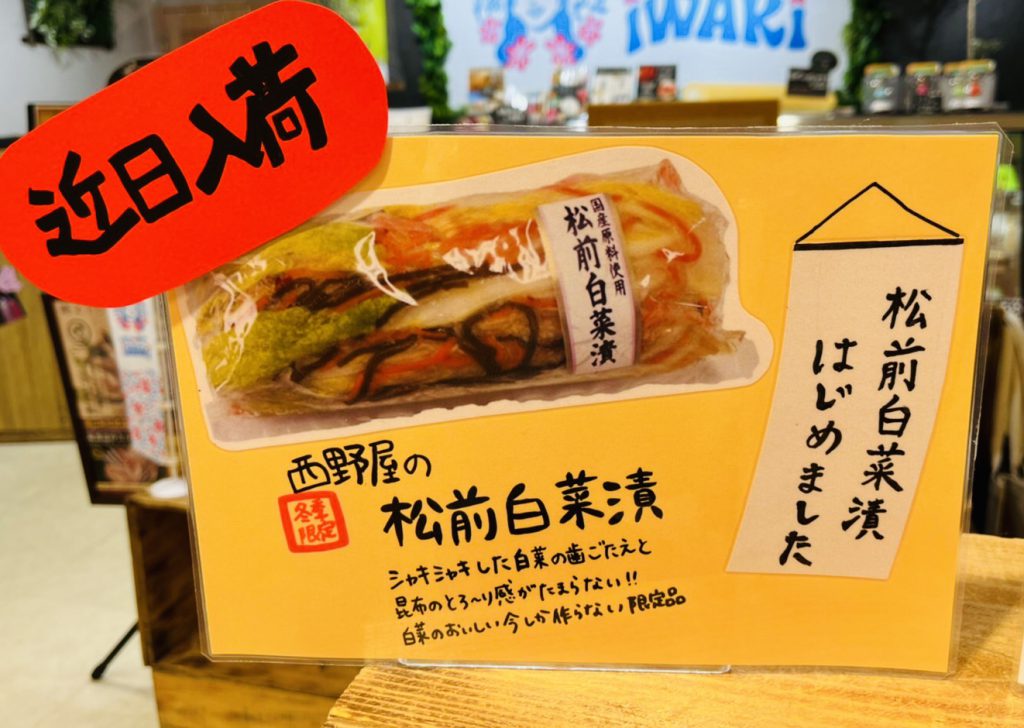 iWAKi
近日入荷
国産原料使用
松前白菜漬
松前白菜漬
はじめました
西野屋の
冬季
限定
松前白菜漬
シャキシャキした白菜の歯ごたえと
昆布のとろ〜り感がたまらない!!
白菜のおいしい今しか作らない限定品